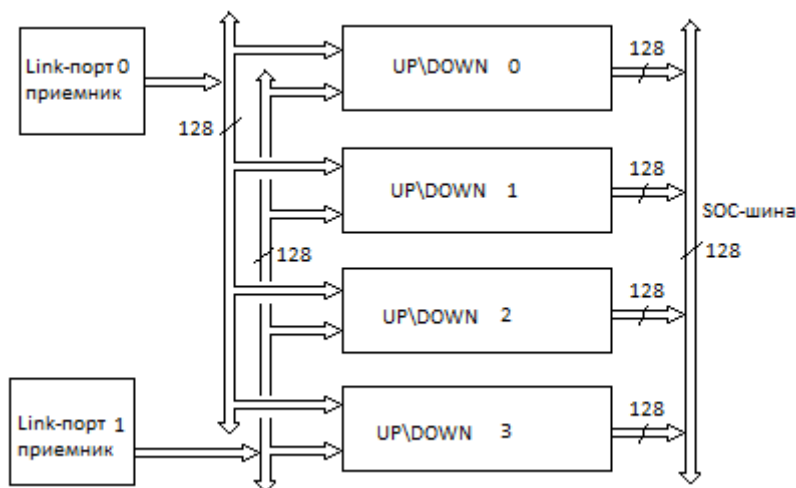 Link-порт 0
приемник
128
UP\DOWN 0
128
128
UP\DOWN 1
128
SOC-шина
128
UP\DOWN 2
128
Link-порт 1
приемник
UP\DOWN 3
128